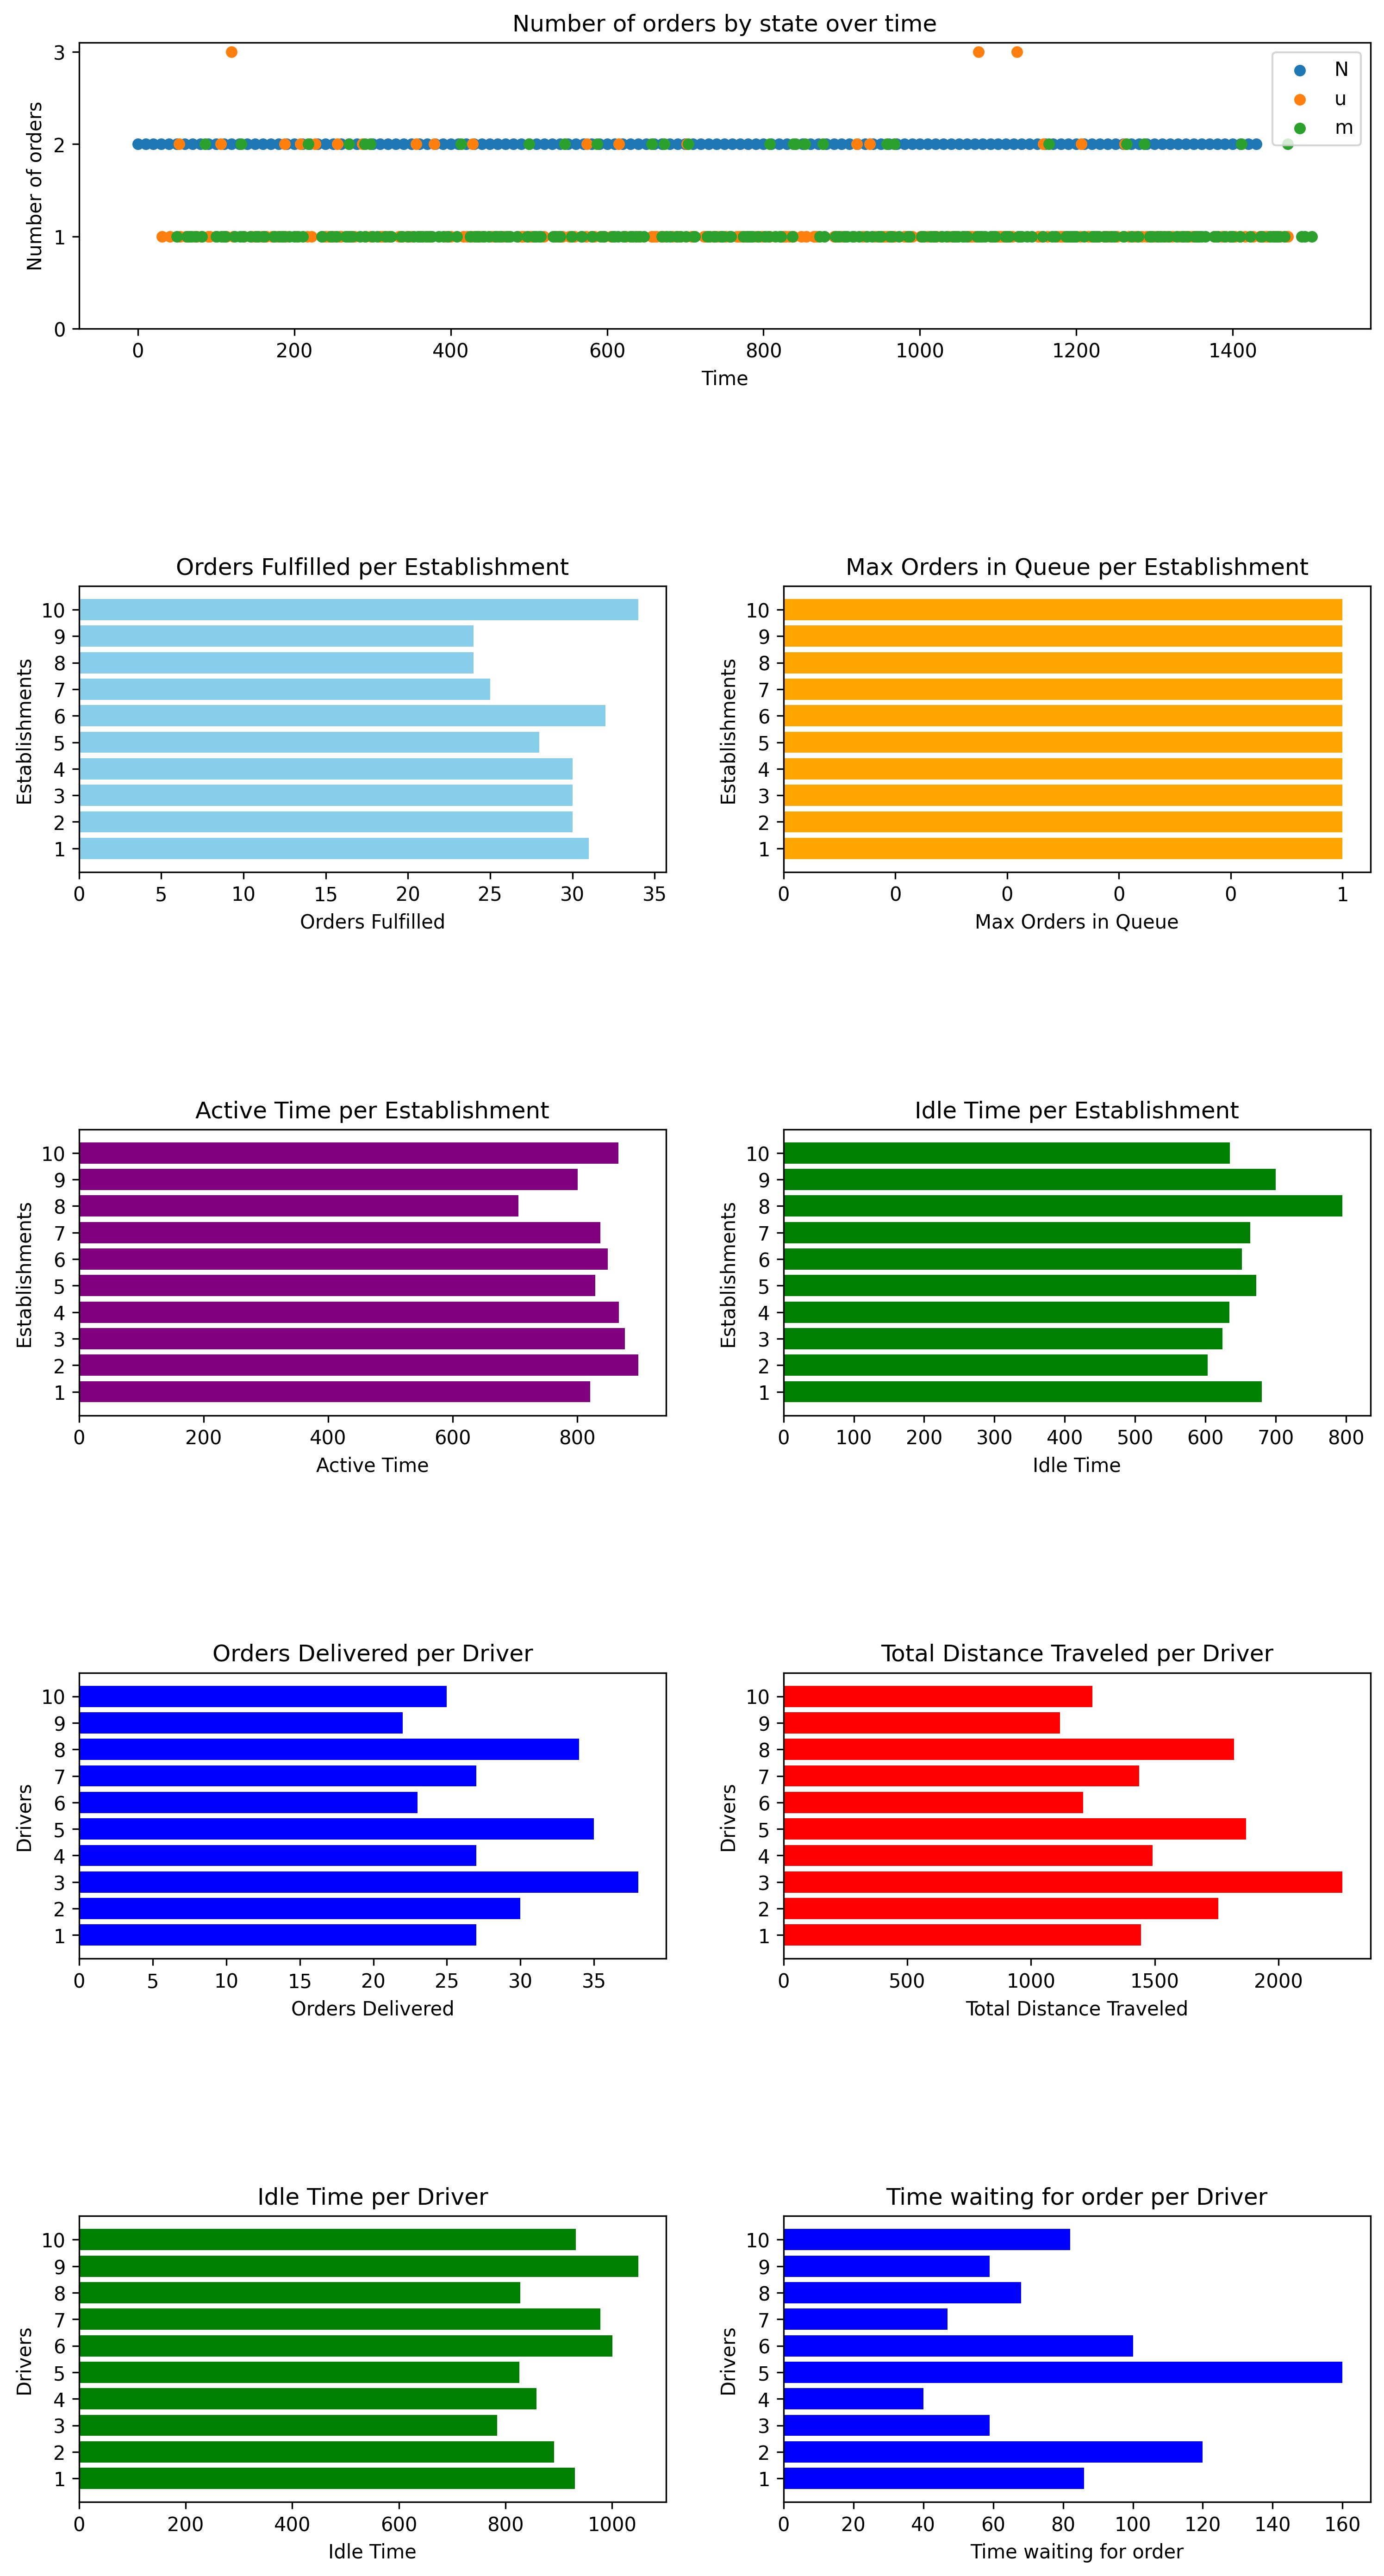 Number of orders by state over time
3
2
1
0
Number of orders
N
u
m
0 200 400 600 800 1000 1200 1400
Time
Orders Fulfilled per Establishment
10
9
8
7
6
5
4
3
2
1
Establishments
0 5 10 15 20 25 30 35
Orders Fulfilled
Max Orders in Queue per Establishment
10
9
8
7
6
5
4
3
2
1
Establishments
0 0 0 0 0 1
Max Orders in Queue
Active Time per Establishment
10
9
8
7
6
5
4
3
2
1
Establishments
0 200 400 600 800
Active Time
Idle Time per Establishment
10
9
8
7
6
5
4
3
2
1
Establishments
0 100 200 300 400 500 600 700 800
Idle Time
Orders Delivered per Driver
10
9
8
7
6
5
4
3
2
1
Drivers
0 5 10 15 20 25 30 35
Orders Delivered
Total Distance Traveled per Driver
10
9
8
7
6
5
4
3
2
1
Drivers
0 500 1000 1500 2000
Total Distance Traveled
Idle Time per Driver
10
9
8
7
6
5
4
3
2
1
Drivers
0 200 400 600 800 1000
Idle Time
Time waiting for order per Driver
10
9
8
7
6
5
4
3
2
1
Drivers
0 20 40 60 80 100 120 140 160
Time waiting for order